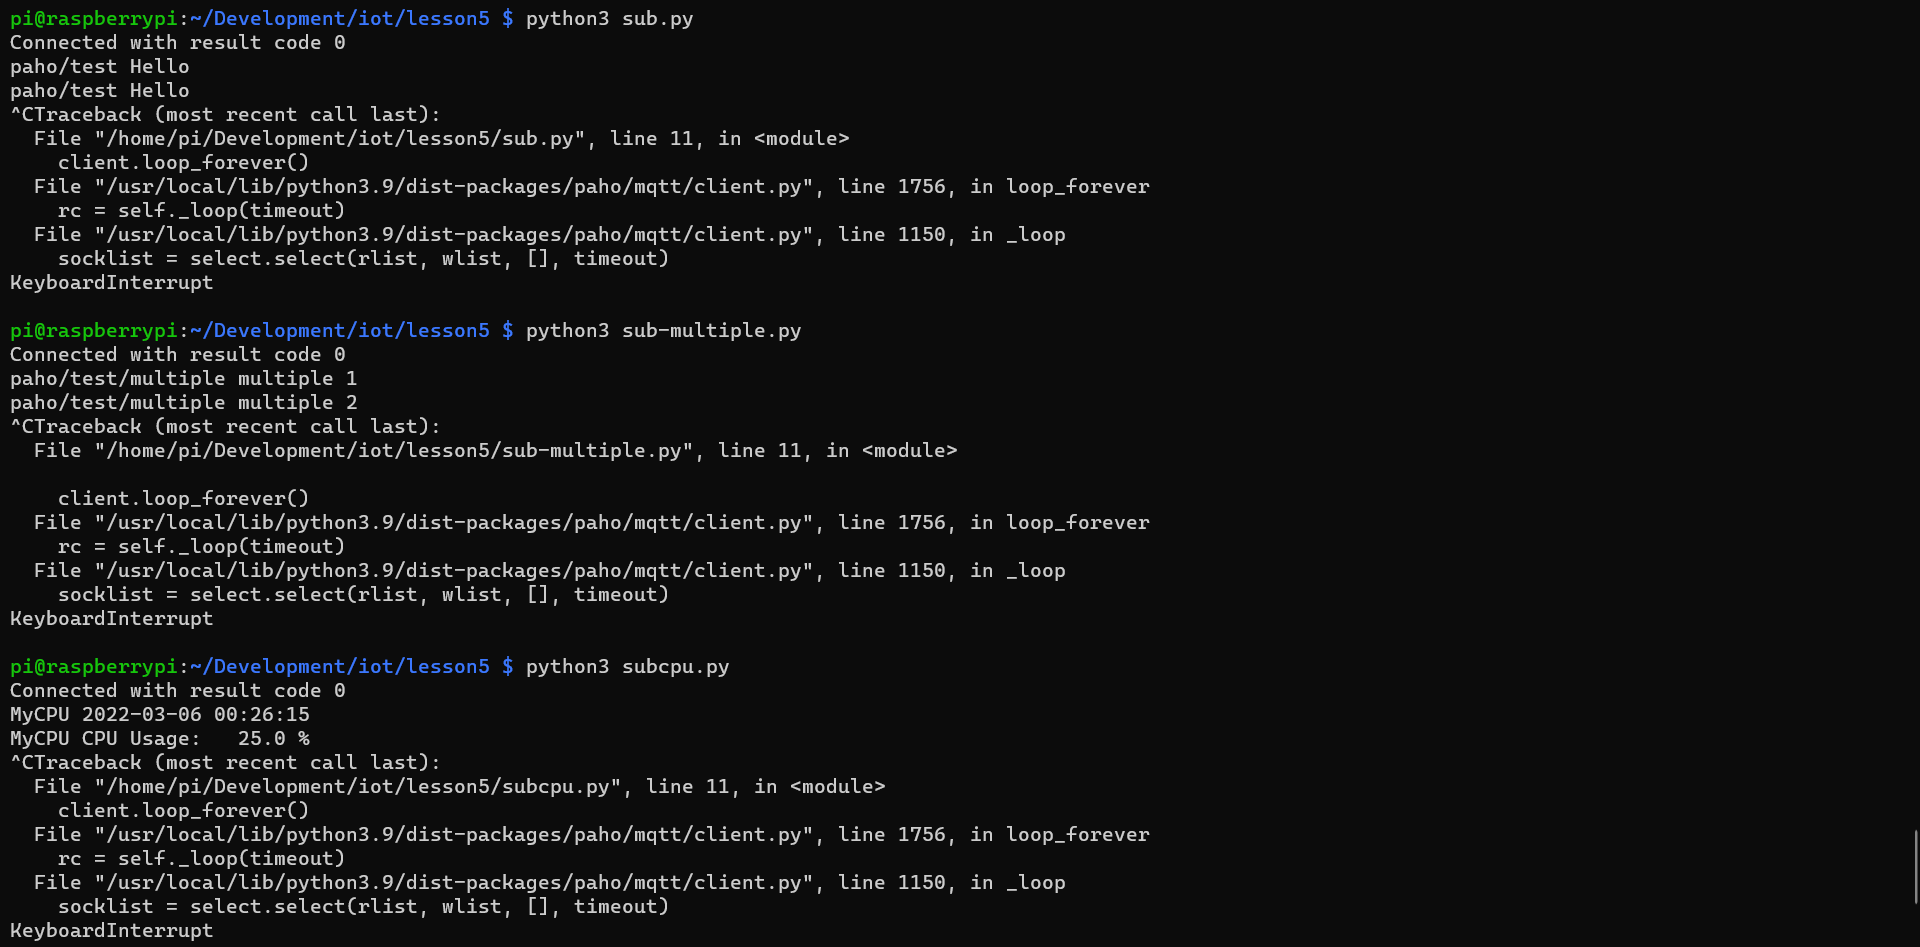 pi@raspberrypi:~/Development/iot/lesson5 $ python3 sub.py
Connected with result code 0
paho/test Hello
paho/test Hello
^CTraceback (most recent call last):
  File "/home/pi/Development/iot/lesson5/sub.py", line 11, in <module>
    client.loop_forever()
  File "/usr/local/lib/python3.9/dist-packages/paho/mqtt/client.py", line 1756, in loop_forever
    rc = self._loop(timeout)
  File "/usr/local/lib/python3.9/dist-packages/paho/mqtt/client.py", line 1150, in _loop
    socklist = select.select(rlist, wlist, [], timeout)
KeyboardInterrupt

pi@raspberrypi:~/Development/iot/lesson5 $ python3 sub-multiple.py
Connected with result code 0
paho/test/multiple multiple 1
paho/test/multiple multiple 2
^CTraceback (most recent call last):
  File "/home/pi/Development/iot/lesson5/sub-multiple.py", line 11, in <module>

    client.loop_forever()
  File "/usr/local/lib/python3.9/dist-packages/paho/mqtt/client.py", line 1756, in loop_forever
    rc = self._loop(timeout)
  File "/usr/local/lib/python3.9/dist-packages/paho/mqtt/client.py", line 1150, in _loop
    socklist = select.select(rlist, wlist, [], timeout)
KeyboardInterrupt

pi@raspberrypi:~/Development/iot/lesson5 $ python3 subcpu.py
Connected with result code 0
MyCPU 2022-03-06 00:26:15
MyCPU CPU Usage:   25.0 %
^CTraceback (most recent call last):
  File "/home/pi/Development/iot/lesson5/subcpu.py", line 11, in <module>
    client.loop_forever()
  File "/usr/local/lib/python3.9/dist-packages/paho/mqtt/client.py", line 1756, in loop_forever
    rc = self._loop(timeout)
  File "/usr/local/lib/python3.9/dist-packages/paho/mqtt/client.py", line 1150, in _loop
    socklist = select.select(rlist, wlist, [], timeout)
KeyboardInterrupt